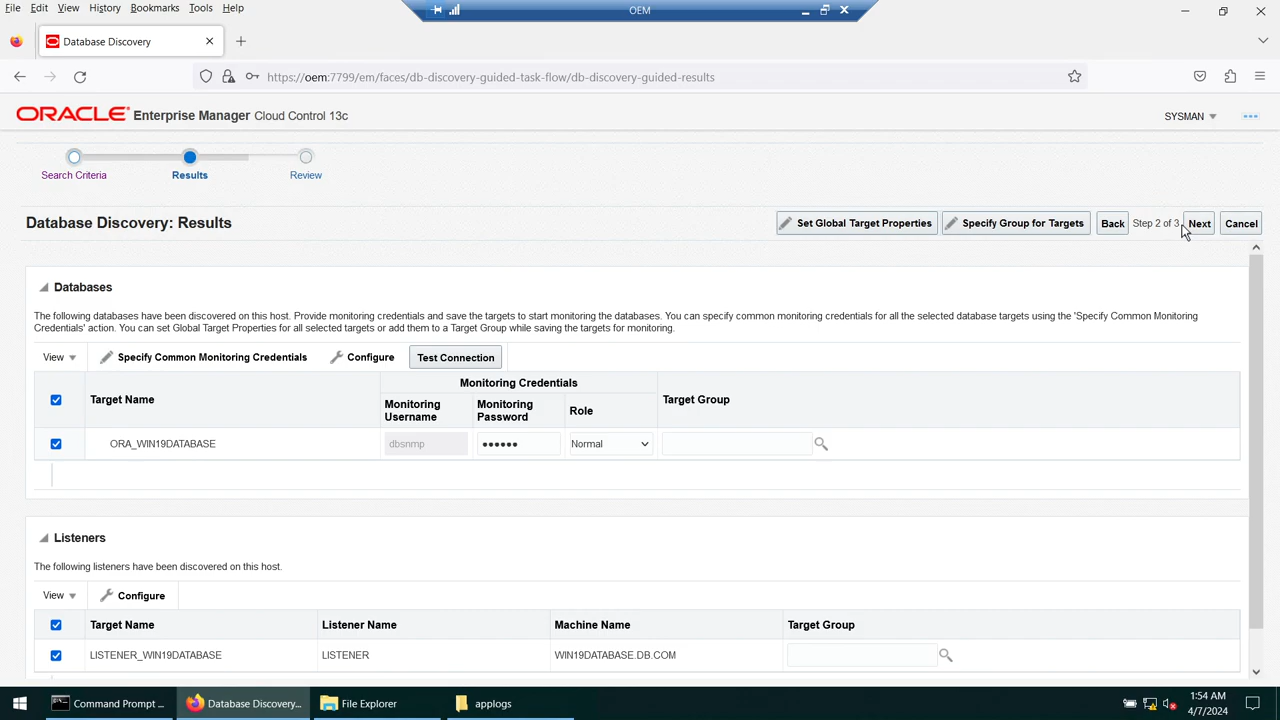 File Edit View History Bookmarks Tools Help
OEM
Database Discovery
https://oem:7799/em/faces/db-discovery-guided-task-flow/db-discovery-guided-results
ORACLE Enterprise Manager Cloud Control 13c
SYSMAN
Search Criteria
Results
Review
Database Discovery: Results
Set Global Target Properties
Specify Group for Targets
Back
Step 2 of 3
Next
Cancel
Databases
The following databases have been discovered on this host. Provide monitoring credentials and save the targets to start monitoring the databases. You can specify common monitoring credentials for all the selected database targets using the 'Specify Common Monitoring
Credentials' action. You can set Global Target Properties for all selected targets or add them to a Target Group while saving the targets for monitoring.
View
Specify Common Monitoring Credentials
Configure
Test Connection
Target Name
Monitoring Credentials
Monitoring
Username
Monitoring
Password
Role
Target Group
ORA_WIN19DATABASE
dbsnmp
••••••
Normal
Listeners
The following listeners have been discovered on this host.
View
Configure
Target Name
Listener Name
Machine Name
Target Group
LISTENER_WIN19DATABASE
LISTENER
WIN19DATABASE.DB.COM
Command Prompt ...
Database Discovery...
File Explorer
applogs
1:54 AM
4/7/2024